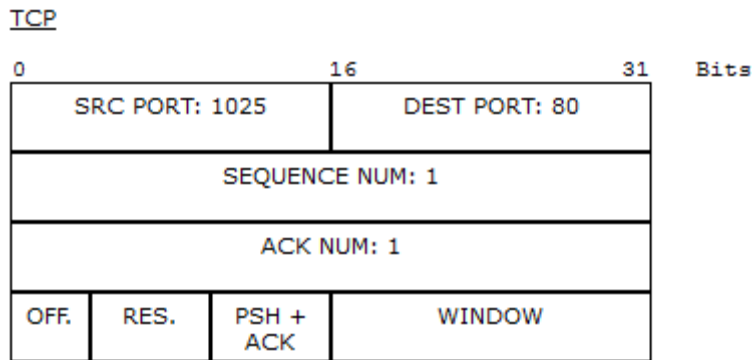 TCP
0 16 31 Bits
SRC PORT: 1025 DEST PORT: 80
SEQUENCE NUM: 1
ACK NUM: 1
OFF. RES. PSH + WINDOW
ACK